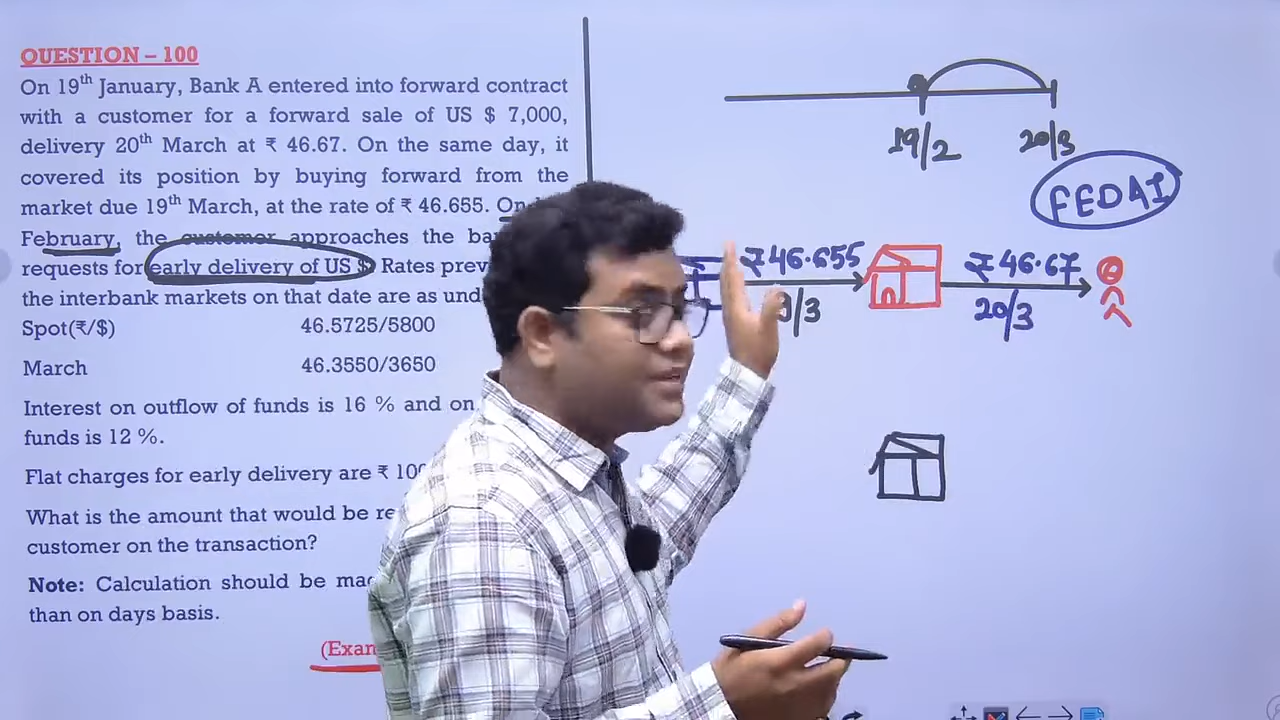 QUESTION – 100
On 19th January, Bank A entered into forward contract
with a customer for a forward sale of US $ 7,000,
delivery 20th March at ₹ 46.67. On the same day, it
covered its position by buying forward from the
market due 19th March, at the rate of ₹ 46.655. On
February, the customer approaches the
requests for early delivery of US $. Rates
the interbank markets on that date are as
Spot(₹/$) 46.5725/5800
March 46.3550/3650
Interest on outflow of funds is 16 % and on
funds is 12 %.
Flat charges for early delivery are ₹
What is the amount that would be
customer on the transaction?
Note: Calculation should be
than on days basis.
19/2 20/3
FEDAI
₹46.655 ₹46.67
/3 20/3